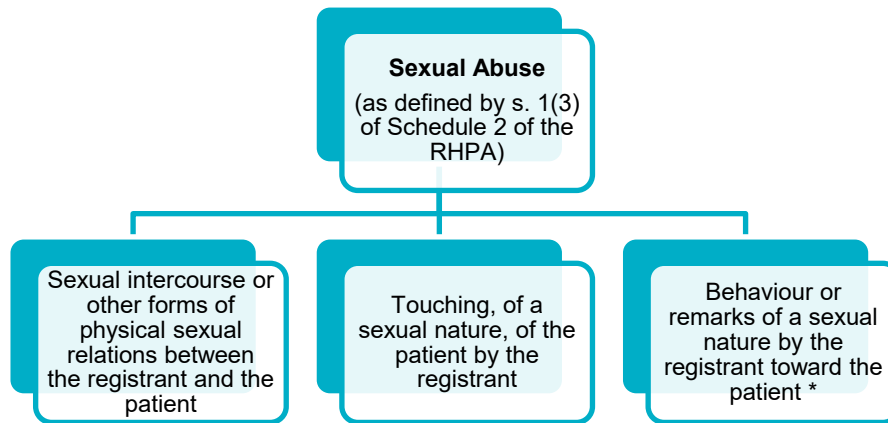 Sexual Abuse
(as defined by s. 1(3)
of Schedule 2 of the
RHPA)
Sexual intercourse or
other forms of
physical sexual
relations between
the registrant and the
patient
Touching, of a
sexual nature, of the
patient by the
registrant
Behaviour or
remarks of a sexual
nature by the
registrant toward the
patient *